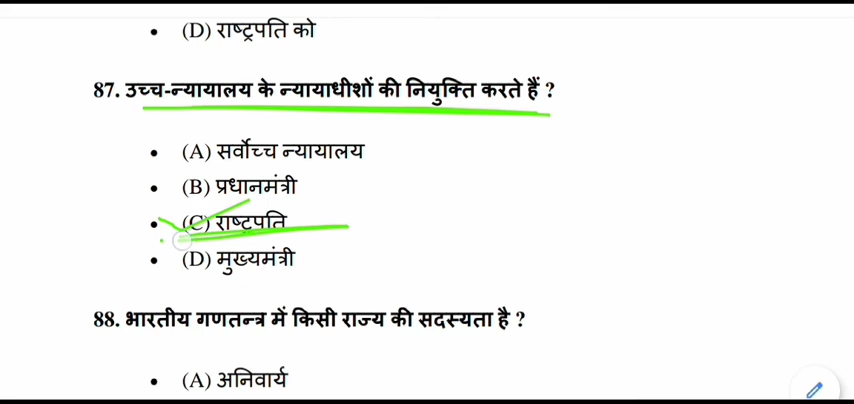 • (D) राष्ट्रपति को
87. उच्च-न्यायालय के न्यायाधीशों की नियुक्ति करते हैं ?
• (A) सर्वोच्च न्यायालय
• (B) प्रधानमंत्री
• (C) राष्ट्रपति
• (D) मुख्यमंत्री
88. भारतीय गणतन्त्र में किसी राज्य की सदस्यता है ?
• (A) अनिवार्य